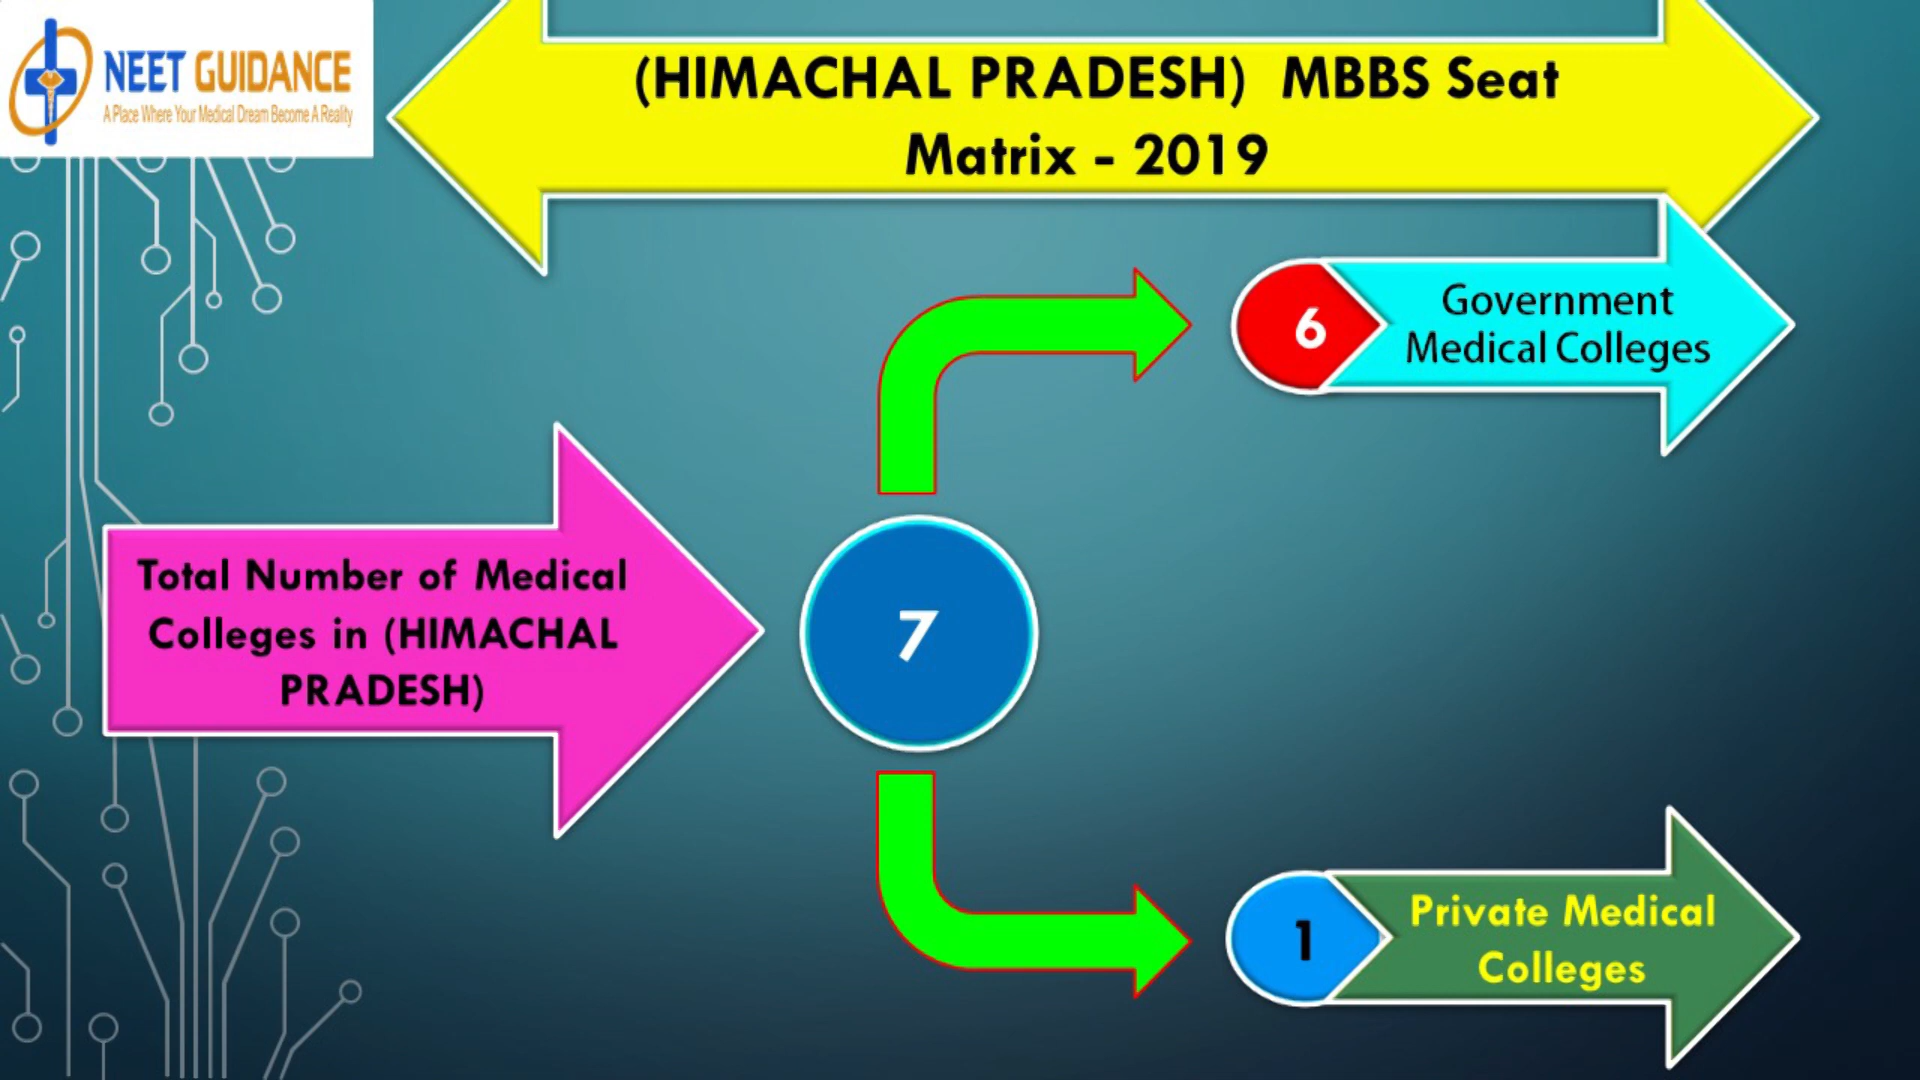 NEET GUIDANCE
A Place Where Your Medical Dream Become A Reality
(HIMACHAL PRADESH) MBBS Seat
Matrix - 2019
6
Government
Medical Colleges
Total Number of Medical
Colleges in (HIMACHAL
PRADESH)
7
1
Private Medical
Colleges